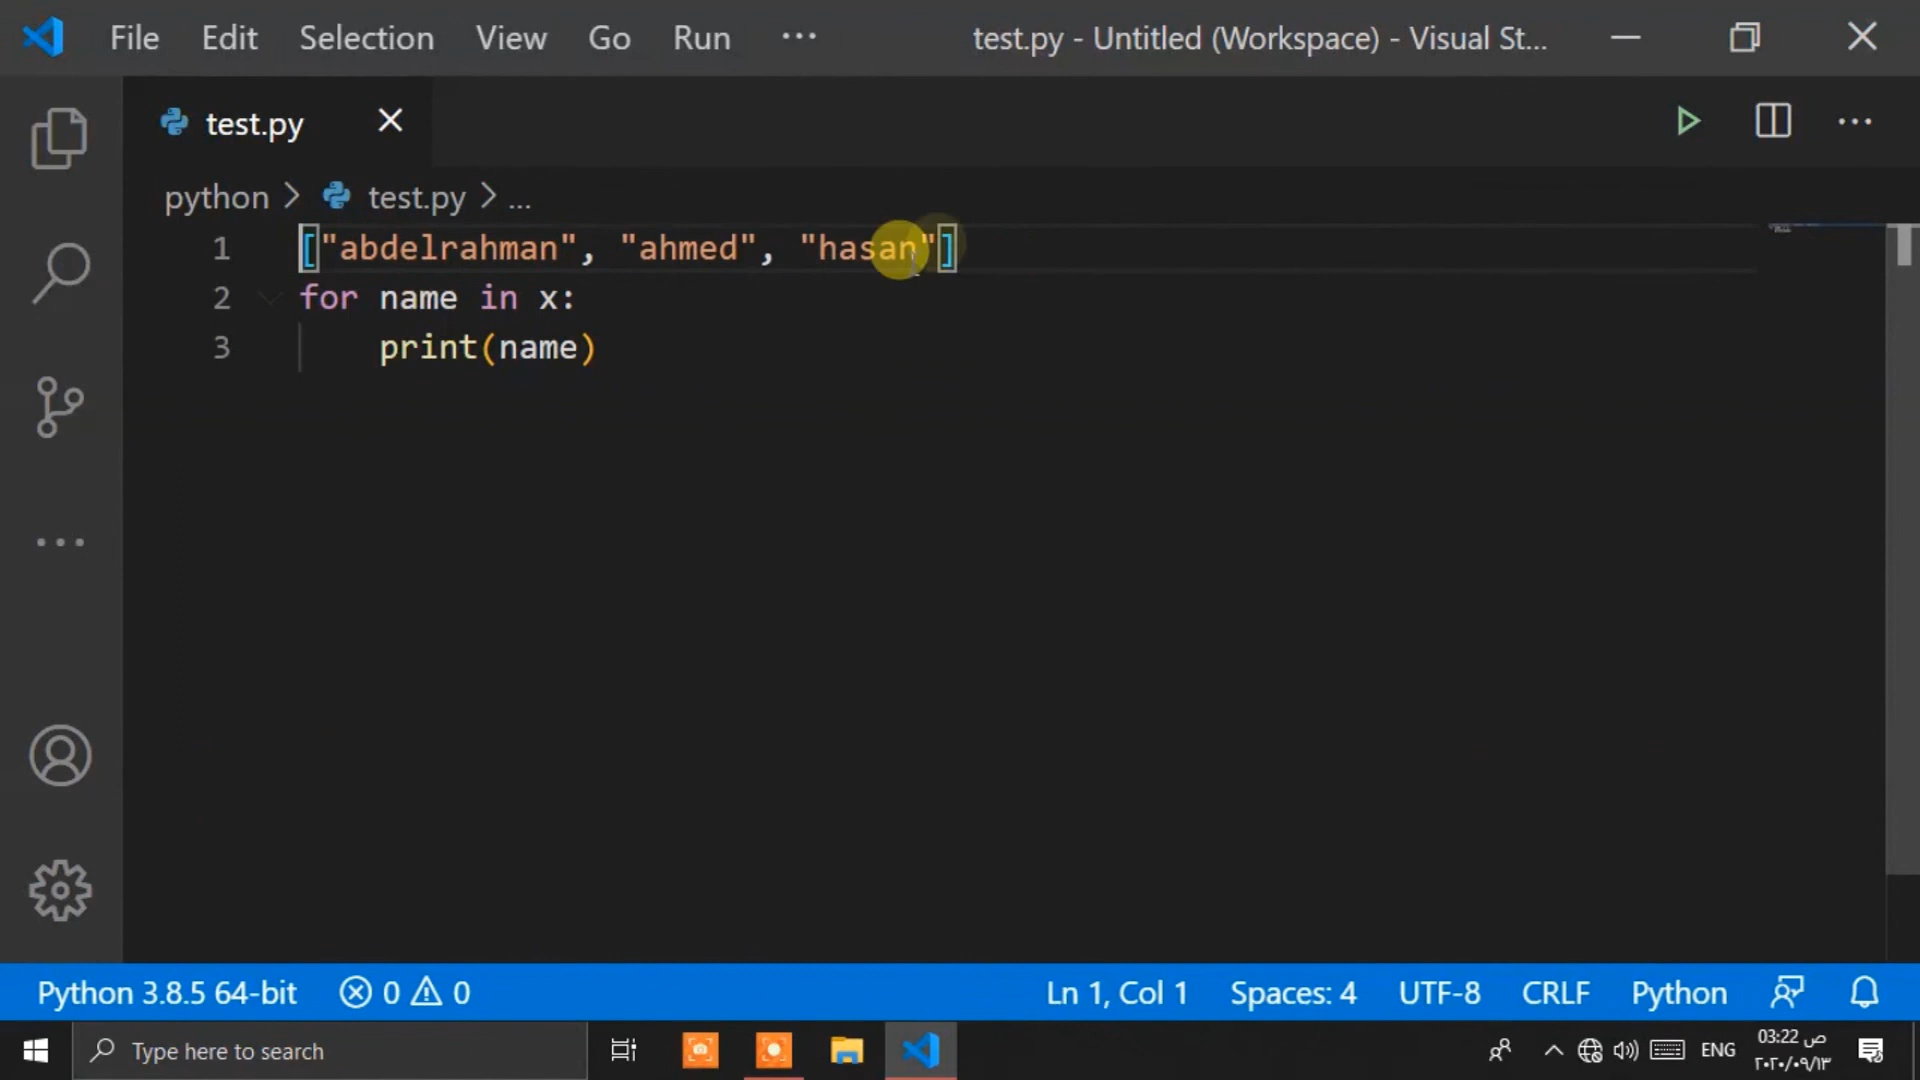 File Edit Selection View Go Run ... test.py - Untitled (Workspace) - Visual St...
test.py
python > test.py > ...
1 ["abdelrahman", "ahmed", "hasan"]
2 for name in x:
3     print(name)
Python 3.8.5 64-bit 0 0 Ln 1, Col 1 Spaces: 4 UTF-8 CRLF Python
Type here to search ENG 03:22 ص
٢٠٢٠/٠٩/١٣